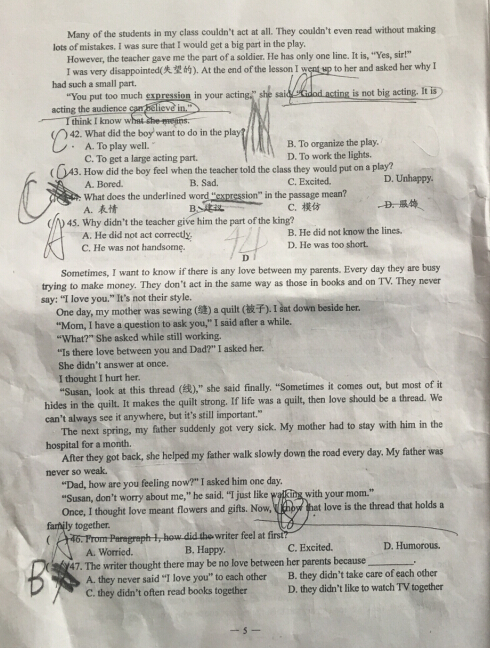 Many of the students in my class couldn't act at all. They couldn't even read without making
lots of mistakes. I was sure that I would get a big part in the play.
However, the teacher gave me the part of a soldier. He has only one line. It is, "Yes, sir!"
I was very disappointed(失望的). At the end of the lesson I went up to her and asked her why I
had such a small part.
"You put too much expression in your acting," she said. "Good acting is not big acting. It is
acting the audience can believe in."
I think I know what she means.
(C) 42. What did the boy want to do in the play?
A. To play well. B. To organize the play.
C. To get a large acting part. D. To work the lights.
(C) 43. How did the boy feel when the teacher told the class they would put on a play?
A. Bored. B. Sad. C. Excited. D. Unhappy.
What does the underlined word "expression" in the passage mean?
A. 表情 B. 建议 C. 模仿 D. 服饰
A ) 45. Why didn't the teacher give him the part of the king?
A. He did not act correctly. B. He did not know the lines.
C. He was not handsome. D. He was too short.
D
Sometimes, I want to know if there is any love between my parents. Every day they are busy
trying to make money. They don't act in the same way as those in books and on TV. They never
say: "I love you." It's not their style.
One day, my mother was sewing (缝) a quilt (被子). I sat down beside her.
"Mom, I have a question to ask you," I said after a while.
"What?" She asked while still working.
"Is there love between you and Dad?" I asked her.
She didn't answer at once.
I thought I hurt her.
"Susan, look at this thread (线)," she said finally. "Sometimes it comes out, but most of it
hides in the quilt. It makes the quilt strong. If life was a quilt, then love should be a thread. We
can't always see it anywhere, but it's still important."
The next spring, my father suddenly got very sick. My mother had to stay with him in the
hospital for a month.
After they got back, she helped my father walk slowly down the road every day. My father was
never so weak.
"Dad, how are you feeling now?" I asked him one day.
"Susan, don't worry about me," he said. "I just like walking with your mom."
Once, I thought love meant flowers and gifts. Now, I know that love is the thread that holds a
family together.
( A 46. From Paragraph 1, how did the writer feel at first?
A. Worried. B. Happy. C. Excited. D. Humorous.
B )47. The writer thought there may be no love between her parents because ________.
A. they never said "I love you" to each other B. they didn't take care of each other
C. they didn't often read books together D. they didn't like to watch TV together
— 5 —